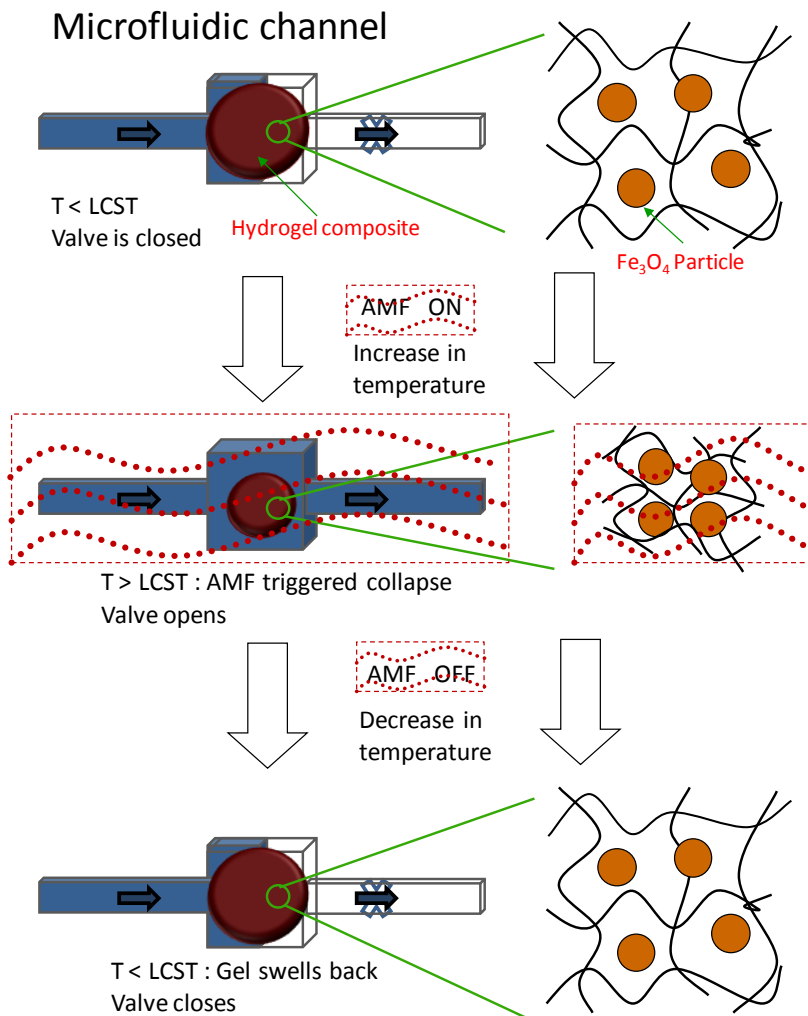 Microfluidic channel
T < LCST
Valve is closed
Hydrogel composite
Fe₃O₄ Particle
AMF ON
Increase in
temperature
T > LCST : AMF triggered collapse
Valve opens
AMF OFF
Decrease in
temperature
T < LCST : Gel swells back
Valve closes